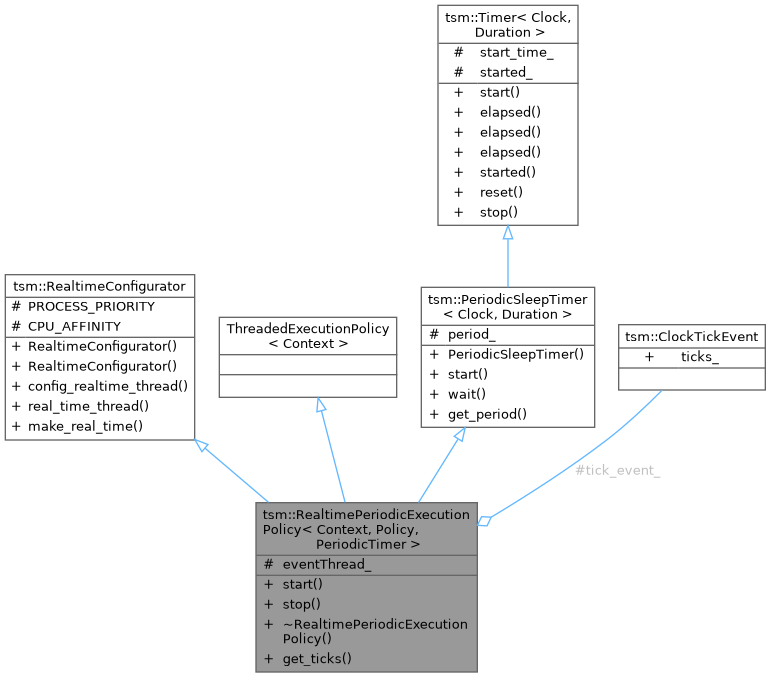 tsm::Timer< Clock,
Duration >
# start_time_
# started_
+ start()
+ elapsed()
+ elapsed()
+ elapsed()
+ started()
+ reset()
+ stop()
tsm::RealtimeConfigurator
# PROCESS_PRIORITY
# CPU_AFFINITY
+ RealtimeConfigurator()
+ RealtimeConfigurator()
+ config_realtime_thread()
+ real_time_thread()
+ make_real_time()
ThreadedExecutionPolicy
< Context >
tsm::PeriodicSleepTimer
< Clock, Duration >
# period_
+ PeriodicSleepTimer()
+ start()
+ wait()
+ get_period()
tsm::ClockTickEvent
+ ticks_
#tick_event_
tsm::RealtimePeriodicExecution
Policy< Context, Policy,
PeriodicTimer >
# eventThread_
+ start()
+ stop()
+ ~RealtimePeriodicExecution
Policy()
+ get_ticks()